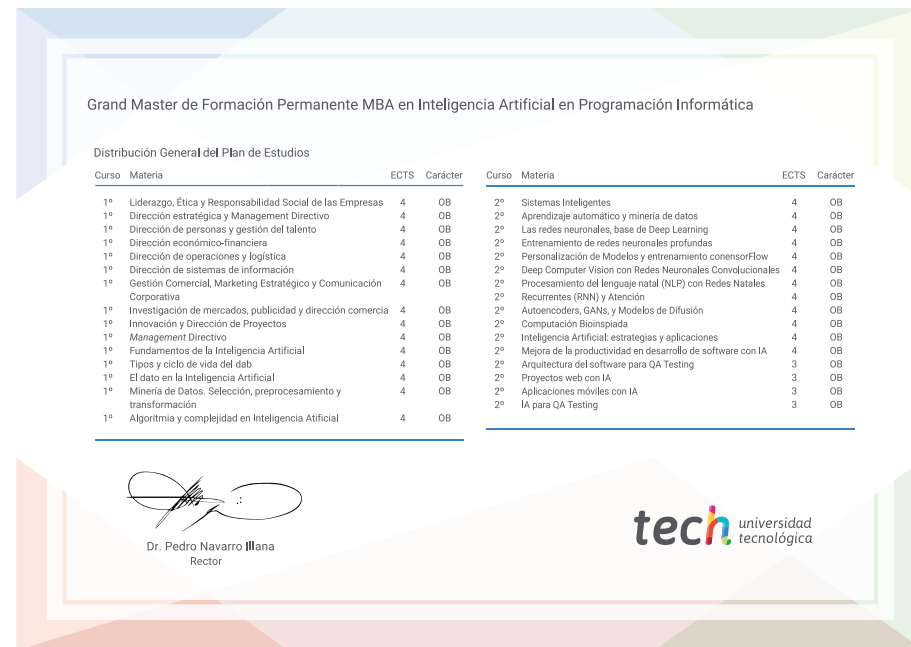 Grand Master de Formación Permanente MBA en Inteligencia Artificial en Programación Informática
Distribución General del Plan de Estudios
Curso Materia ECTS Carácter
1º Liderazgo, Ética y Responsabilidad Social de las Empresas 4 OB
1º Dirección estratégica y Management Directivo 4 OB
1º Dirección de personas y gestión del talento 4 OB
1º Dirección económico-financiera 4 OB
1º Dirección de operaciones y logística 4 OB
1º Dirección de sistemas de información 4 OB
1º Gestión Comercial, Marketing Estratégico y Comunicación 4 OB
Corporativa
1º Investigación de mercados, publicidad y dirección comercia 4 OB
1º Innovación y Dirección de Proyectos 4 OB
1º Management Directivo 4 OB
1º Fundamentos de la Inteligencia Artificial 4 OB
1º Tipos y ciclo de vida del dab 4 OB
1º El dato en la Inteligencia Artificial 4 OB
1º Minería de Datos. Selección, preprocesamiento y 4 OB
transformación
1º Algoritmia y complejidad en Inteligencia Atificial 4 OB
Curso Materia ECTS Carácter
2º Sistemas Inteligentes 4 OB
2º Aprendizaje automático y minería de datos 4 OB
2º Las redes neuronales, base de Deep Learning 4 OB
2º Entrenamiento de redes neuronales profundas 4 OB
2º Personalización de Modelos y entrenamiento conensorFlow 4 OB
2º Deep Computer Vision con Redes Neuronales Convolucionales 4 OB
2º Procesamiento del lenguaje natal (NLP) con Redes Natales 4 OB
2º Recurrentes (RNN) y Atención 4 OB
2º Autoencoders, GANs, y Modelos de Difusión 4 OB
2º Computación Bioinspiada 4 OB
2º Inteligencia Artificial: estrategias y aplicaciones 4 OB
2º Mejora de la productividad en desarrollo de software con IA 4 OB
2º Arquitectura del software para QA Testing 3 OB
2º Proyectos web con IA 3 OB
2º Aplicaciones móviles con IA 3 OB
2º IA para QA Testing 3 OB
Dr. Pedro Navarro Illana
Rector
tech universidad
tecnológica